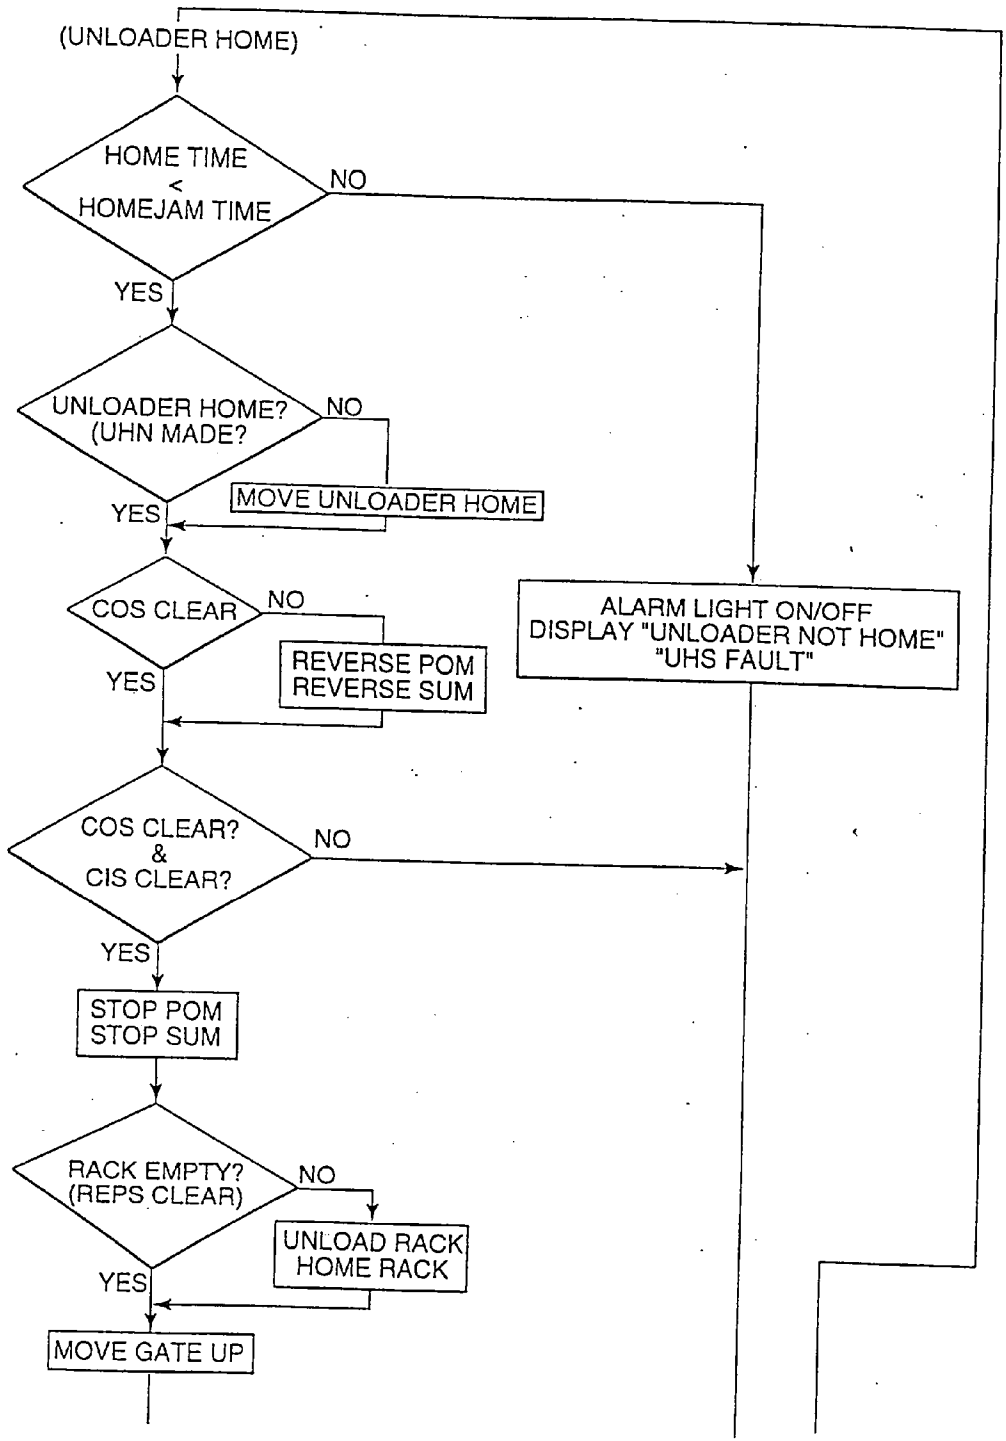 (UNLOADER HOME)
HOME TIME
<
HOMEJAM TIME
NO
YES
UNLOADER HOME?
(UHN MADE?
NO
MOVE UNLOADER HOME
YES
COS CLEAR
NO
REVERSE POM
REVERSE SUM
YES
ALARM LIGHT ON/OFF
DISPLAY "UNLOADER NOT HOME"
"UHS FAULT"
COS CLEAR?
&
CIS CLEAR?
NO
YES
STOP POM
STOP SUM
RACK EMPTY?
(REPS CLEAR)
NO
UNLOAD RACK
HOME RACK
YES
MOVE GATE UP